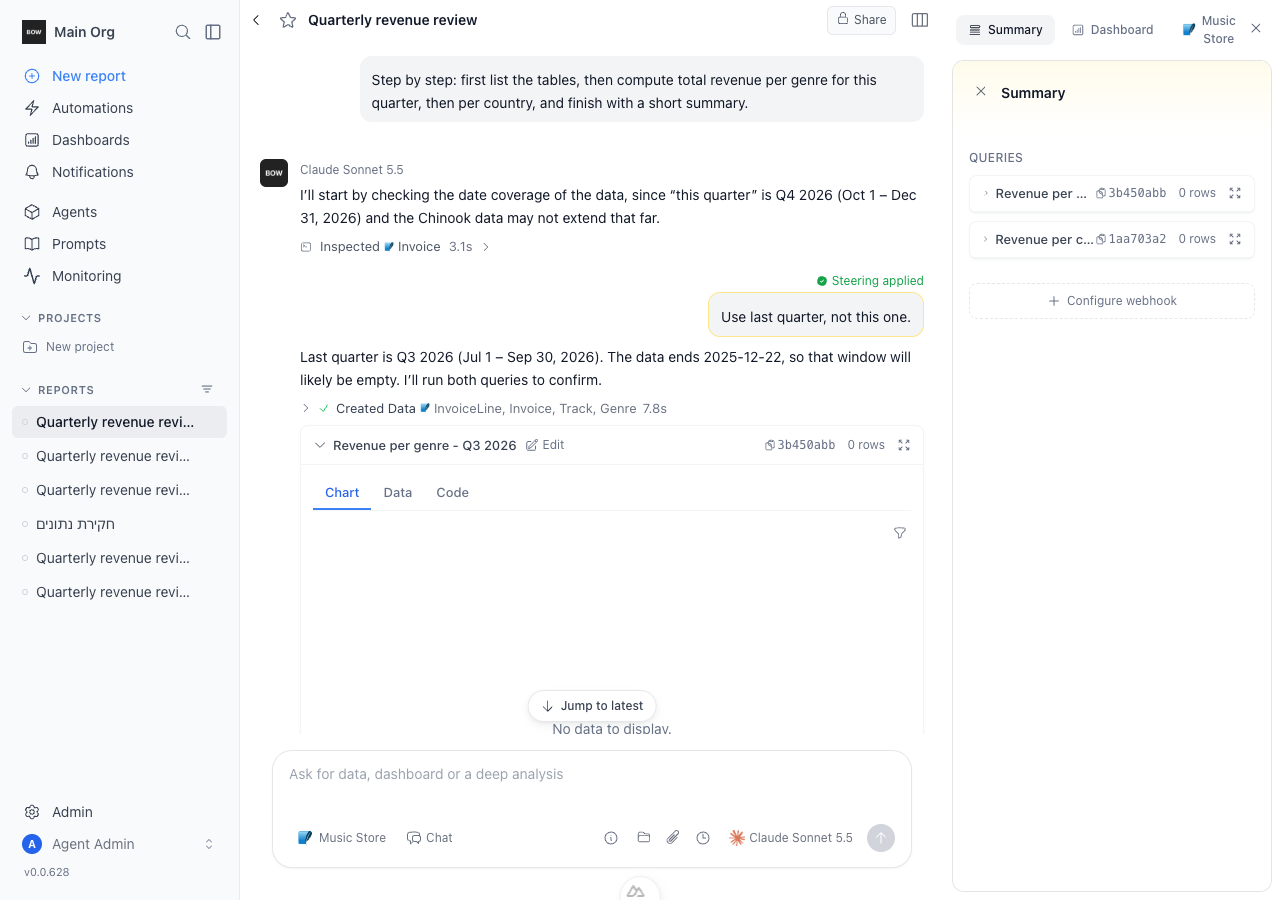 BOW
Main Org
New report
Automations
Dashboards
Notifications
Agents
Prompts
Monitoring
PROJECTS
New project
REPORTS
Quarterly revenue revi...
Quarterly revenue revi...
Quarterly revenue revi...
חקירת נתונים
Quarterly revenue revi...
Quarterly revenue revi...
Admin
A
Agent Admin
v0.0.628
Quarterly revenue review
Share
Step by step: first list the tables, then compute total revenue per genre for this
quarter, then per country, and finish with a short summary.
BOW
Claude Sonnet 5.5
I’ll start by checking the date coverage of the data, since “this quarter” is Q4 2026 (Oct 1 – Dec
31, 2026) and the Chinook data may not extend that far.
Inspected Invoice 3.1s
Steering applied
Use last quarter, not this one.
Last quarter is Q3 2026 (Jul 1 – Sep 30, 2026). The data ends 2025-12-22, so that window will
likely be empty. I’ll run both queries to confirm.
Created Data InvoiceLine, Invoice, Track, Genre 7.8s
Revenue per genre - Q3 2026 Edit 3b450abb 0 rows
Chart Data Code
Jump to latest
No data to display.
Ask for data, dashboard or a deep analysis
Music Store Chat Claude Sonnet 5.5
Summary Dashboard Music
Store
Summary
QUERIES
Revenue per ... 3b450abb 0 rows
Revenue per c... 1aa703a2 0 rows
Configure webhook